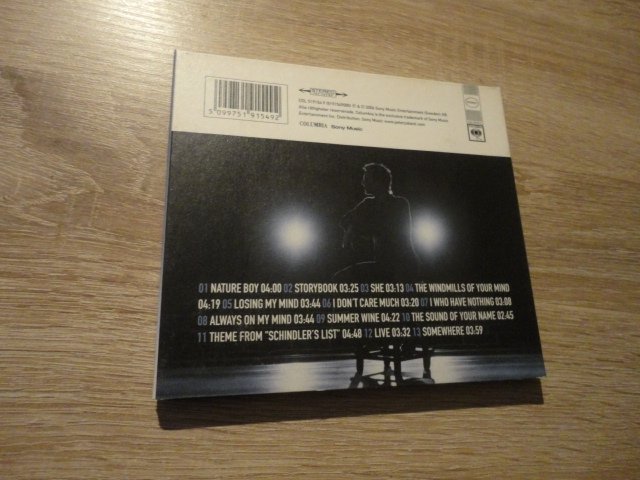 STEREO
5 099751 915492
COLUMBIA Sony Music
01 NATURE BOY 04:00 02 STORYBOOK 03:25 03 SHE 03:13 04 THE WINDMILLS OF YOUR MIND
04:19 05 LOSING MY MIND 03:44 06 I DON'T CARE MUCH 03:20 07 I WHO HAVE NOTHING 03:08
08 ALWAYS ON MY MIND 03:44 09 SUMMER WINE 04:22 10 THE SOUND OF YOUR NAME 02:45
11 THEME FROM "SCHINDLER'S LIST" 04:48 12 LIVE 03:32 13 SOMEWHERE 03:59